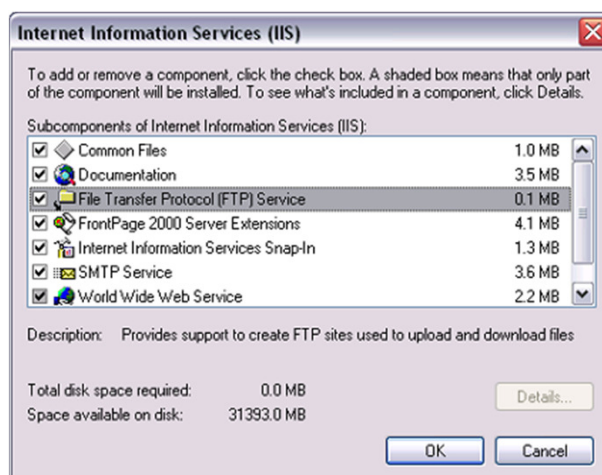 Internet Information Services (IIS)
To add or remove a component, click the check box. A shaded box means that only part
of the component will be installed. To see what's included in a component, click Details.
Subcomponents of Internet Information Services (IIS):
Common Files 1.0 MB
Documentation 3.5 MB
File Transfer Protocol (FTP) Service 0.1 MB
FrontPage 2000 Server Extensions 4.1 MB
Internet Information Services Snap-In 1.3 MB
SMTP Service 3.6 MB
World Wide Web Service 2.2 MB
Description: Provides support to create FTP sites used to upload and download files
Total disk space required: 0.0 MB
Space available on disk: 31393.0 MB
Details...
OK Cancel